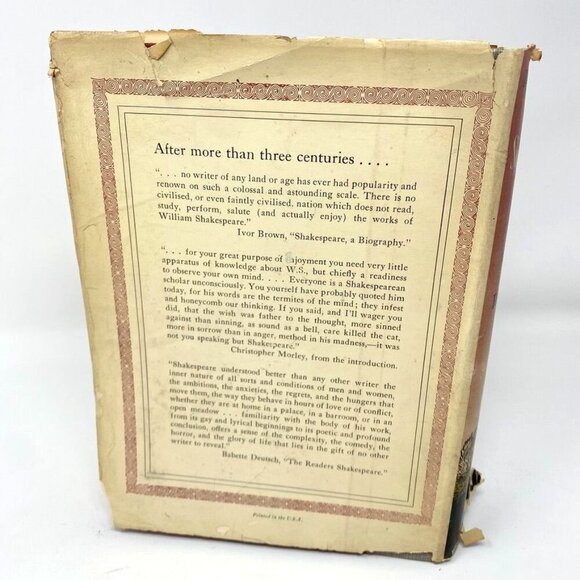 After more than three centuries . . . .
“. . . no writer of any land or age has ever had popularity and
renown on such a colossal and astounding scale. There is no
civilised, or even faintly civilised, nation which does not read,
study, perform, salute (and actually enjoy) the works of
William Shakespeare.”
Ivor Brown, “Shakespeare, a Biography.”
“. . . for your great purpose of enjoyment you need very little
apparatus of knowledge about W.S., but chiefly a readiness
to observe your own mind. . . . Everyone is a Shakespearean
scholar unconsciously. You yourself have probably quoted him
today, for his words are the termites of the mind; they infest
and honeycomb our thinking. If you said, and I'll wager you
did, that the wish was father to the thought, more sinned
against than sinning, as sound as a bell, care killed the cat,
more in sorrow than in anger, method in his madness,—it was
not you speaking but Shakespeare.”
Christopher Morley, from the introduction.
“Shakespeare understood better than any other writer the
inner nature of all sorts and conditions of men and women,
the ambitions, the anxieties, the regrets, and the hungers that
move them, the way they behave in hours of love or of conflict,
whether they are at home in a palace, in a barroom, or in an
open meadow . . . familiarity with the body of his work,
from its gay and lyrical beginnings to its poetic and profound
conclusion, offers a sense of the complexity, the comedy, the
horror, and the glory of life that lies in the gift of no other
writer to reveal.”
Babette Deutsch, “The Readers Shakespeare.”
Printed in the U.S.A.